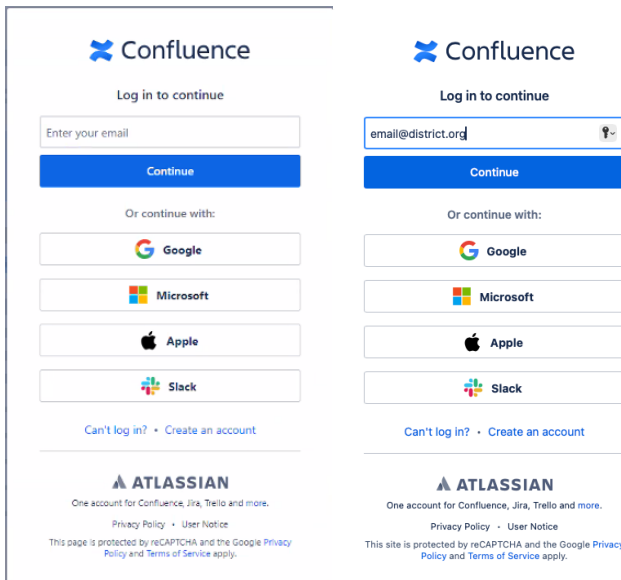 Confluence
Log in to continue
Enter your email
Continue
Or continue with:
Google
Microsoft
Apple
Slack
Can't log in? • Create an account
ATLASSIAN
One account for Confluence, Jira, Trello and more.
Privacy Policy • User Notice
This page is protected by reCAPTCHA and the Google Privacy
Policy and Terms of Service apply.
Confluence
Log in to continue
email@district.org
Continue
Or continue with:
Google
Microsoft
Apple
Slack
Can't log in? • Create an account
ATLASSIAN
One account for Confluence, Jira, Trello and more.
Privacy Policy • User Notice
This site is protected by reCAPTCHA and the Google Privacy
Policy and Terms of Service apply.